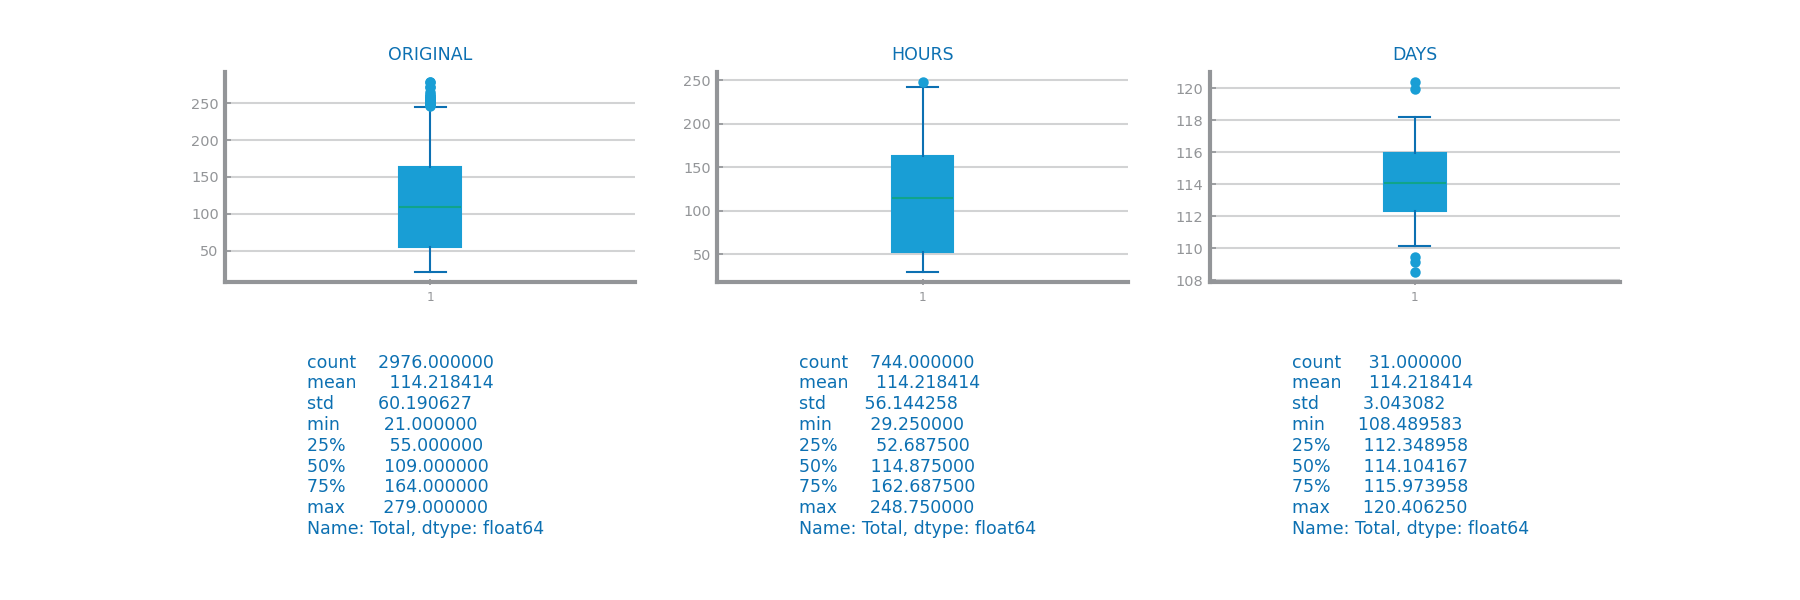 ORIGINAL
250
200
150
100
50
1
count 2976.000000
mean 114.218414
std 60.190627
min 21.000000
25% 55.000000
50% 109.000000
75% 164.000000
max 279.000000
Name: Total, dtype: float64
HOURS
250
200
150
100
50
1
count 744.000000
mean 114.218414
std 56.144258
min 29.250000
25% 52.687500
50% 114.875000
75% 162.687500
max 248.750000
Name: Total, dtype: float64
DAYS
120
118
116
114
112
110
108
1
count 31.000000
mean 114.218414
std 3.043082
min 108.489583
25% 112.348958
50% 114.104167
75% 115.973958
max 120.406250
Name: Total, dtype: float64